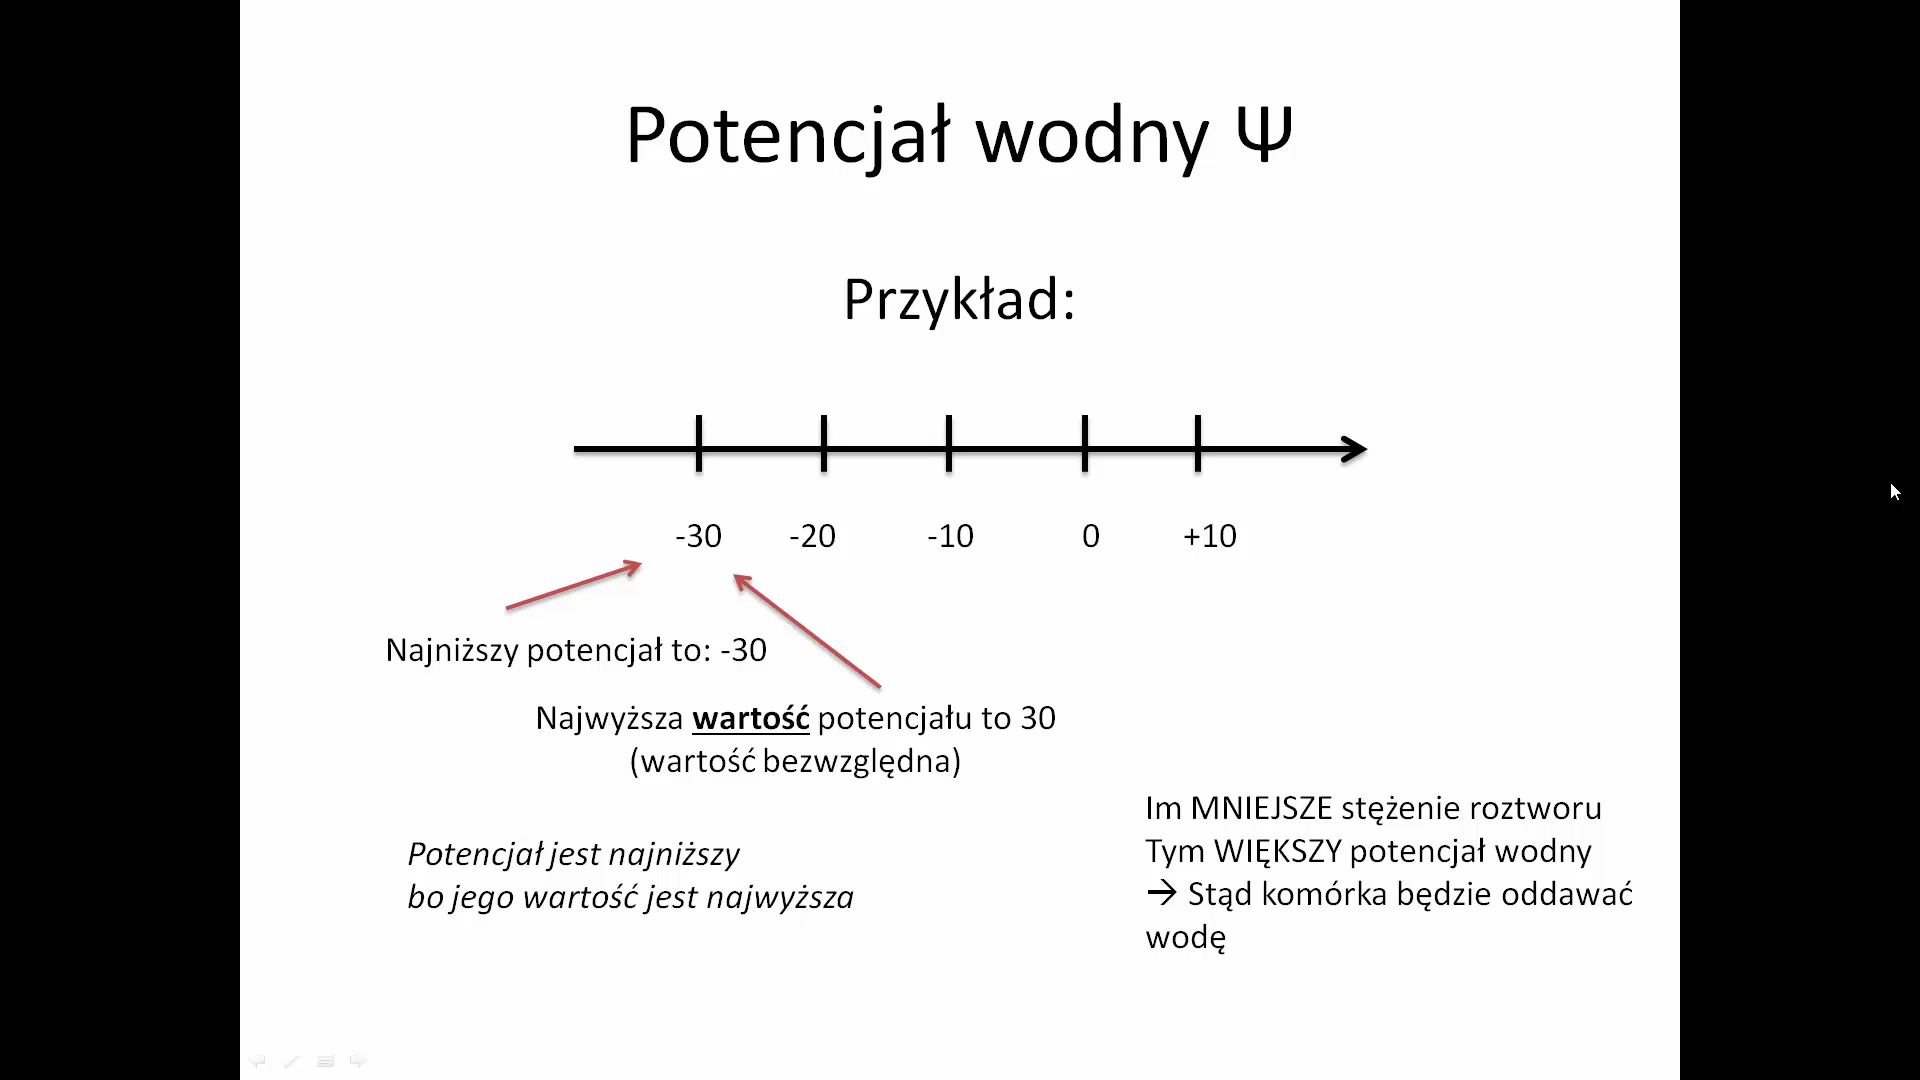 Potencjał wodny Ψ
Przykład:
-30 -20 -10 0 +10
Najniższy potencjał to: -30
Najwyższa wartość potencjału to 30
(wartość bezwzględna)
Potencjał jest najniższy
bo jego wartość jest najwyższa
Im MNIEJSZE stężenie roztworu
Tym WIĘKSZY potencjał wodny
→ Stąd komórka będzie oddawać
wodę